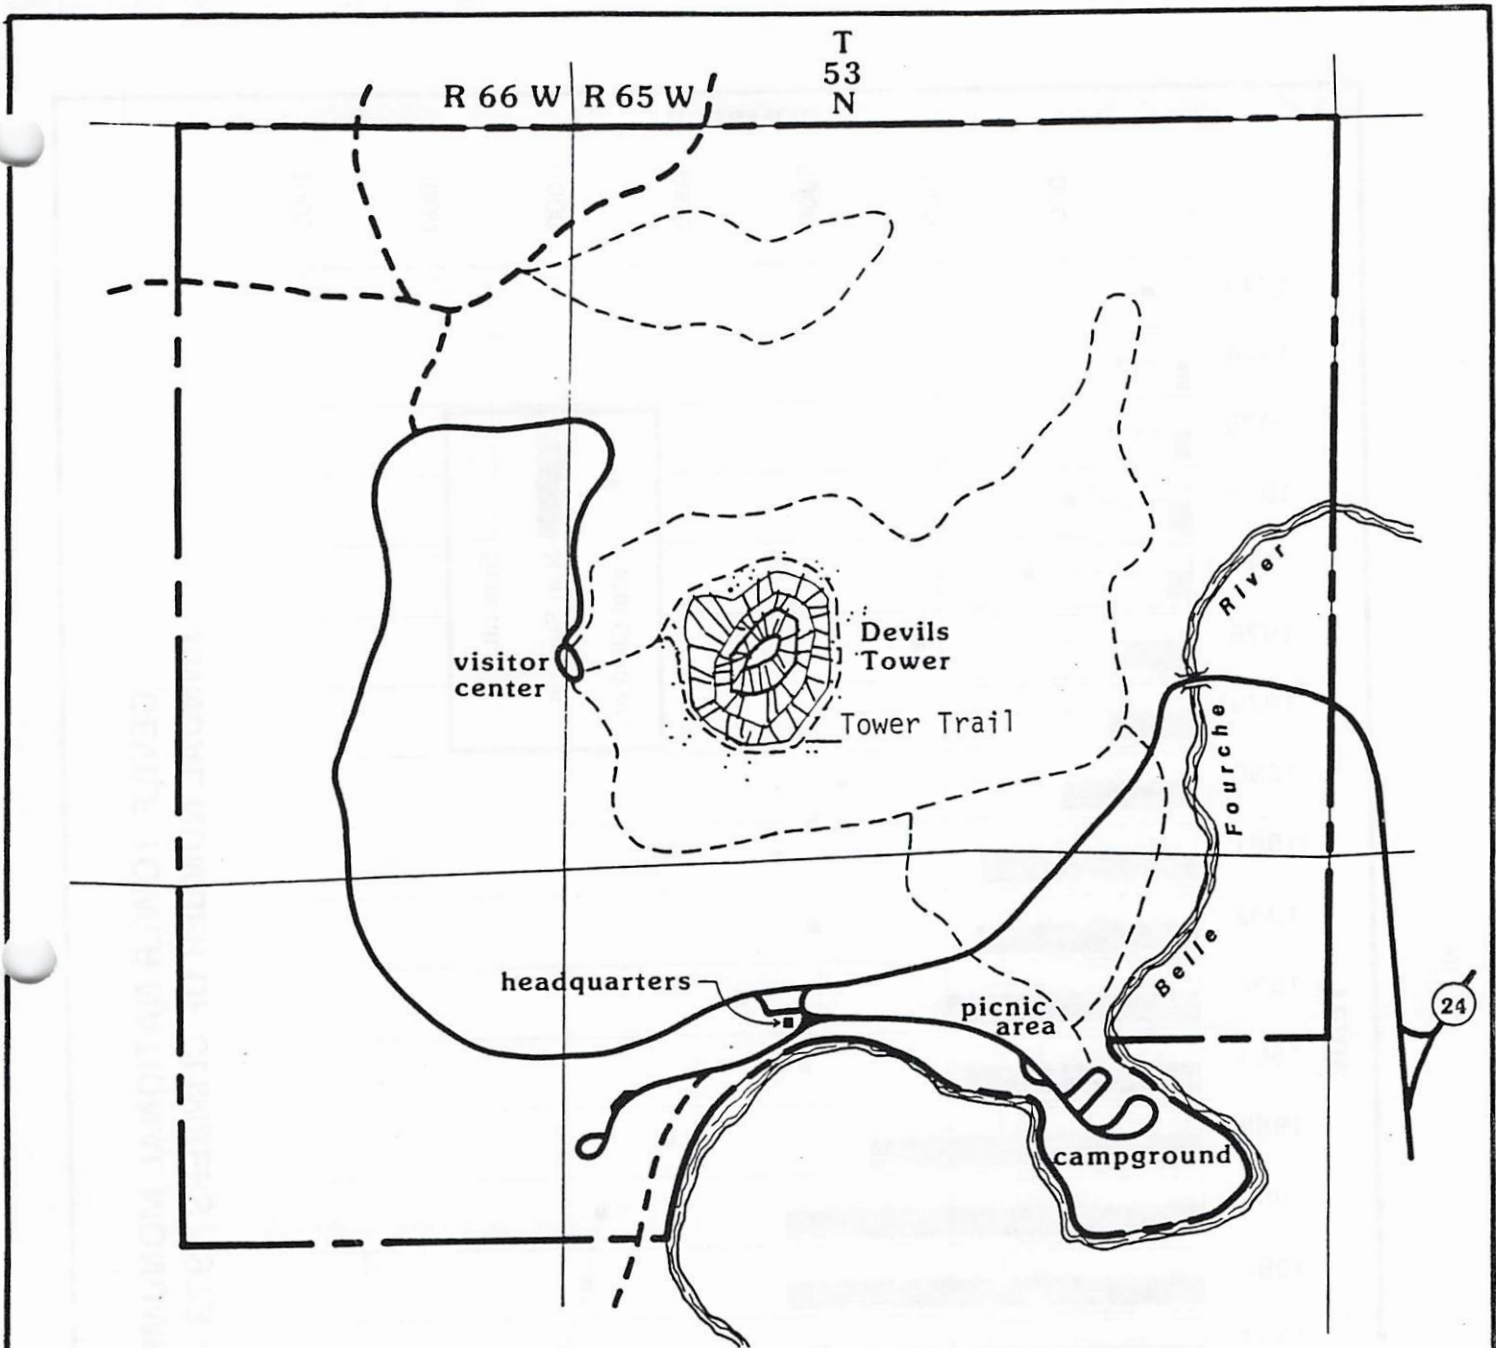 T
53
N
R 66 W R 65 W
River
Devils
Tower
visitor
center
Tower Trail
Fourche
Belle
headquarters
picnic
area
24
campground